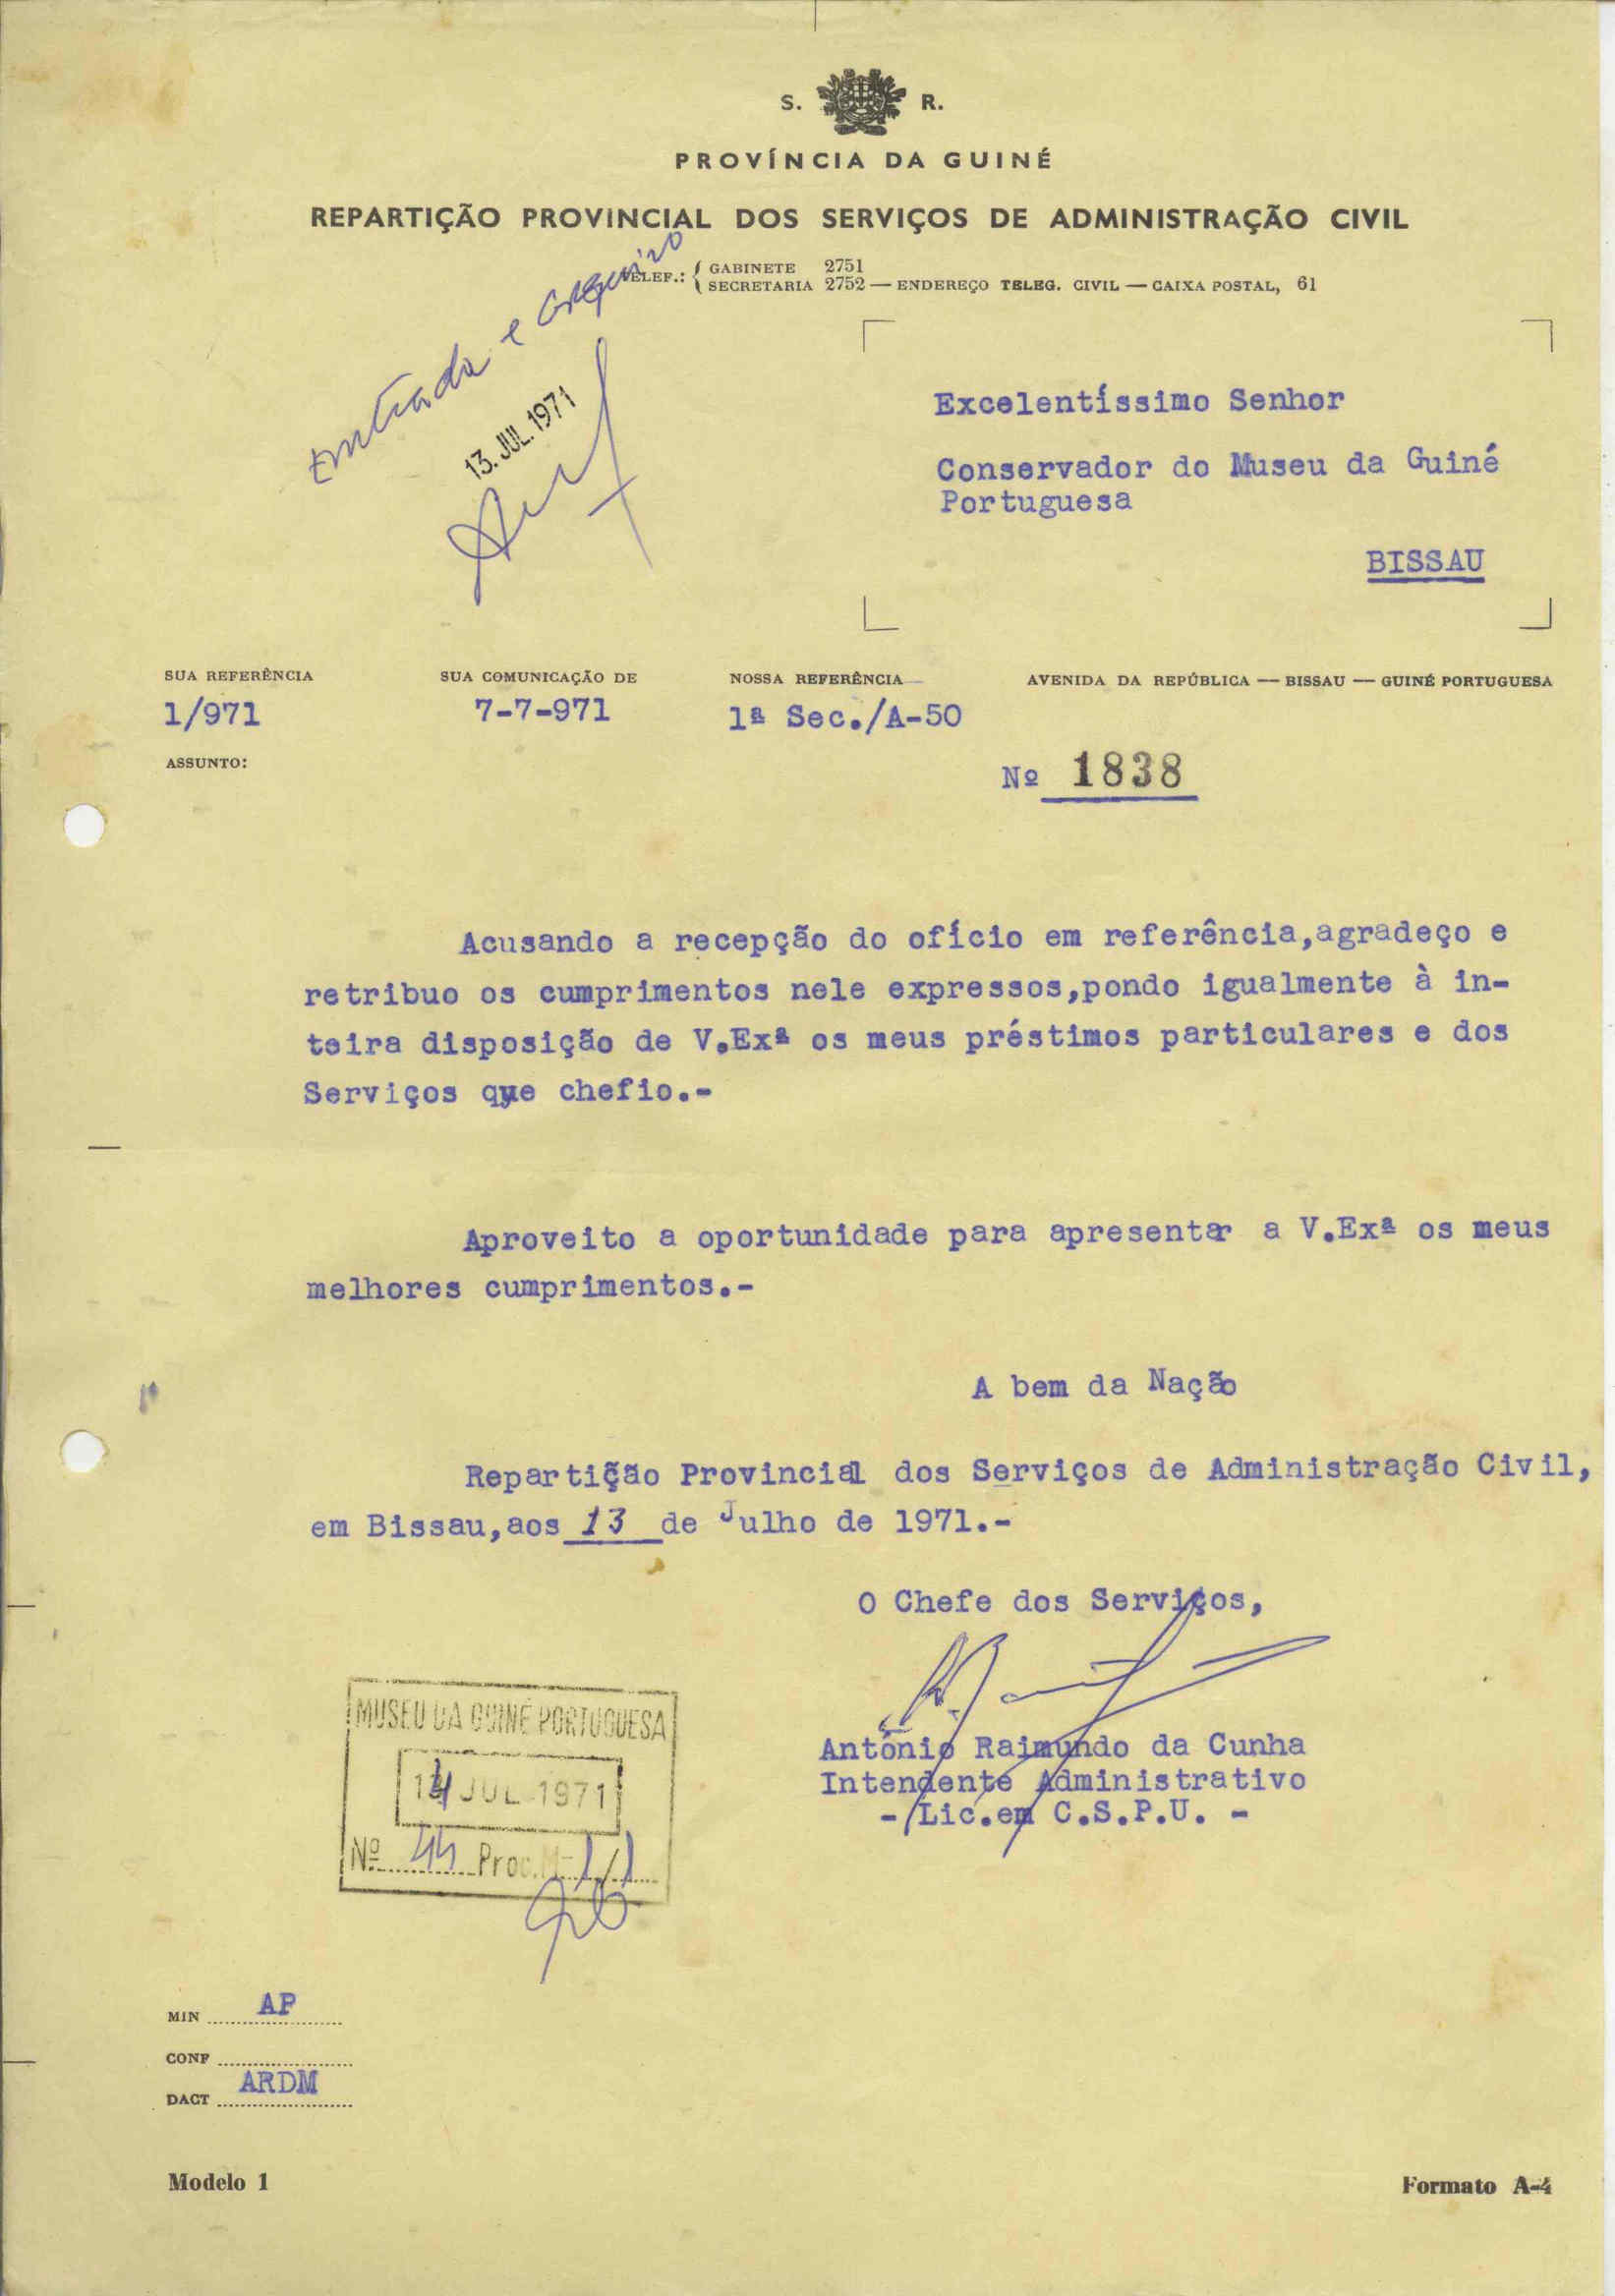 S. R.
PROVÍNCIA DA GUINÉ
REPARTIÇÃO PROVINCIAL DOS SERVIÇOS DE ADMINISTRAÇÃO CIVIL
TELEF.: GABINETE 2751
SECRETARIA 2752 — ENDEREÇO TELEG. CIVIL — CAIXA POSTAL, 61
Entrada e arquivo
13. JUL. 1971
Excelentíssimo Senhor
Conservador do Museu da Guiné
Portuguesa
BISSAU
SUA REFERÊNCIA SUA COMUNICAÇÃO DE NOSSA REFERÊNCIA AVENIDA DA REPÚBLICA — BISSAU — GUINÉ PORTUGUESA
1/971 7-7-971 1ª Sec./A-50
ASSUNTO:
Nº 1838
Acusando a recepção do ofício em referência,agradeço e
retribuo os cumprimentos nele expressos,pondo igualmente à in-
teira disposição de V.Exª os meus préstimos particulares e dos
Serviços que chefio.-
Aproveito a oportunidade para apresentar a V.Exª os meus
melhores cumprimentos.-
A bem da Nação
Repartição Provincial dos Serviços de Administração Civil,
em Bissau,aos 13 de Julho de 1971.-
O Chefe dos Serviços,
António Raimundo da Cunha
Intendente Administrativo
- Lic.em C.S.P.U. -
MUSEU DA GUINÉ PORTUGUESA
14 JUL 1971
Nº 44 Proc. M-1/1
MIN AP
CONF
DACT ARDM
Modelo 1 Formato A-4